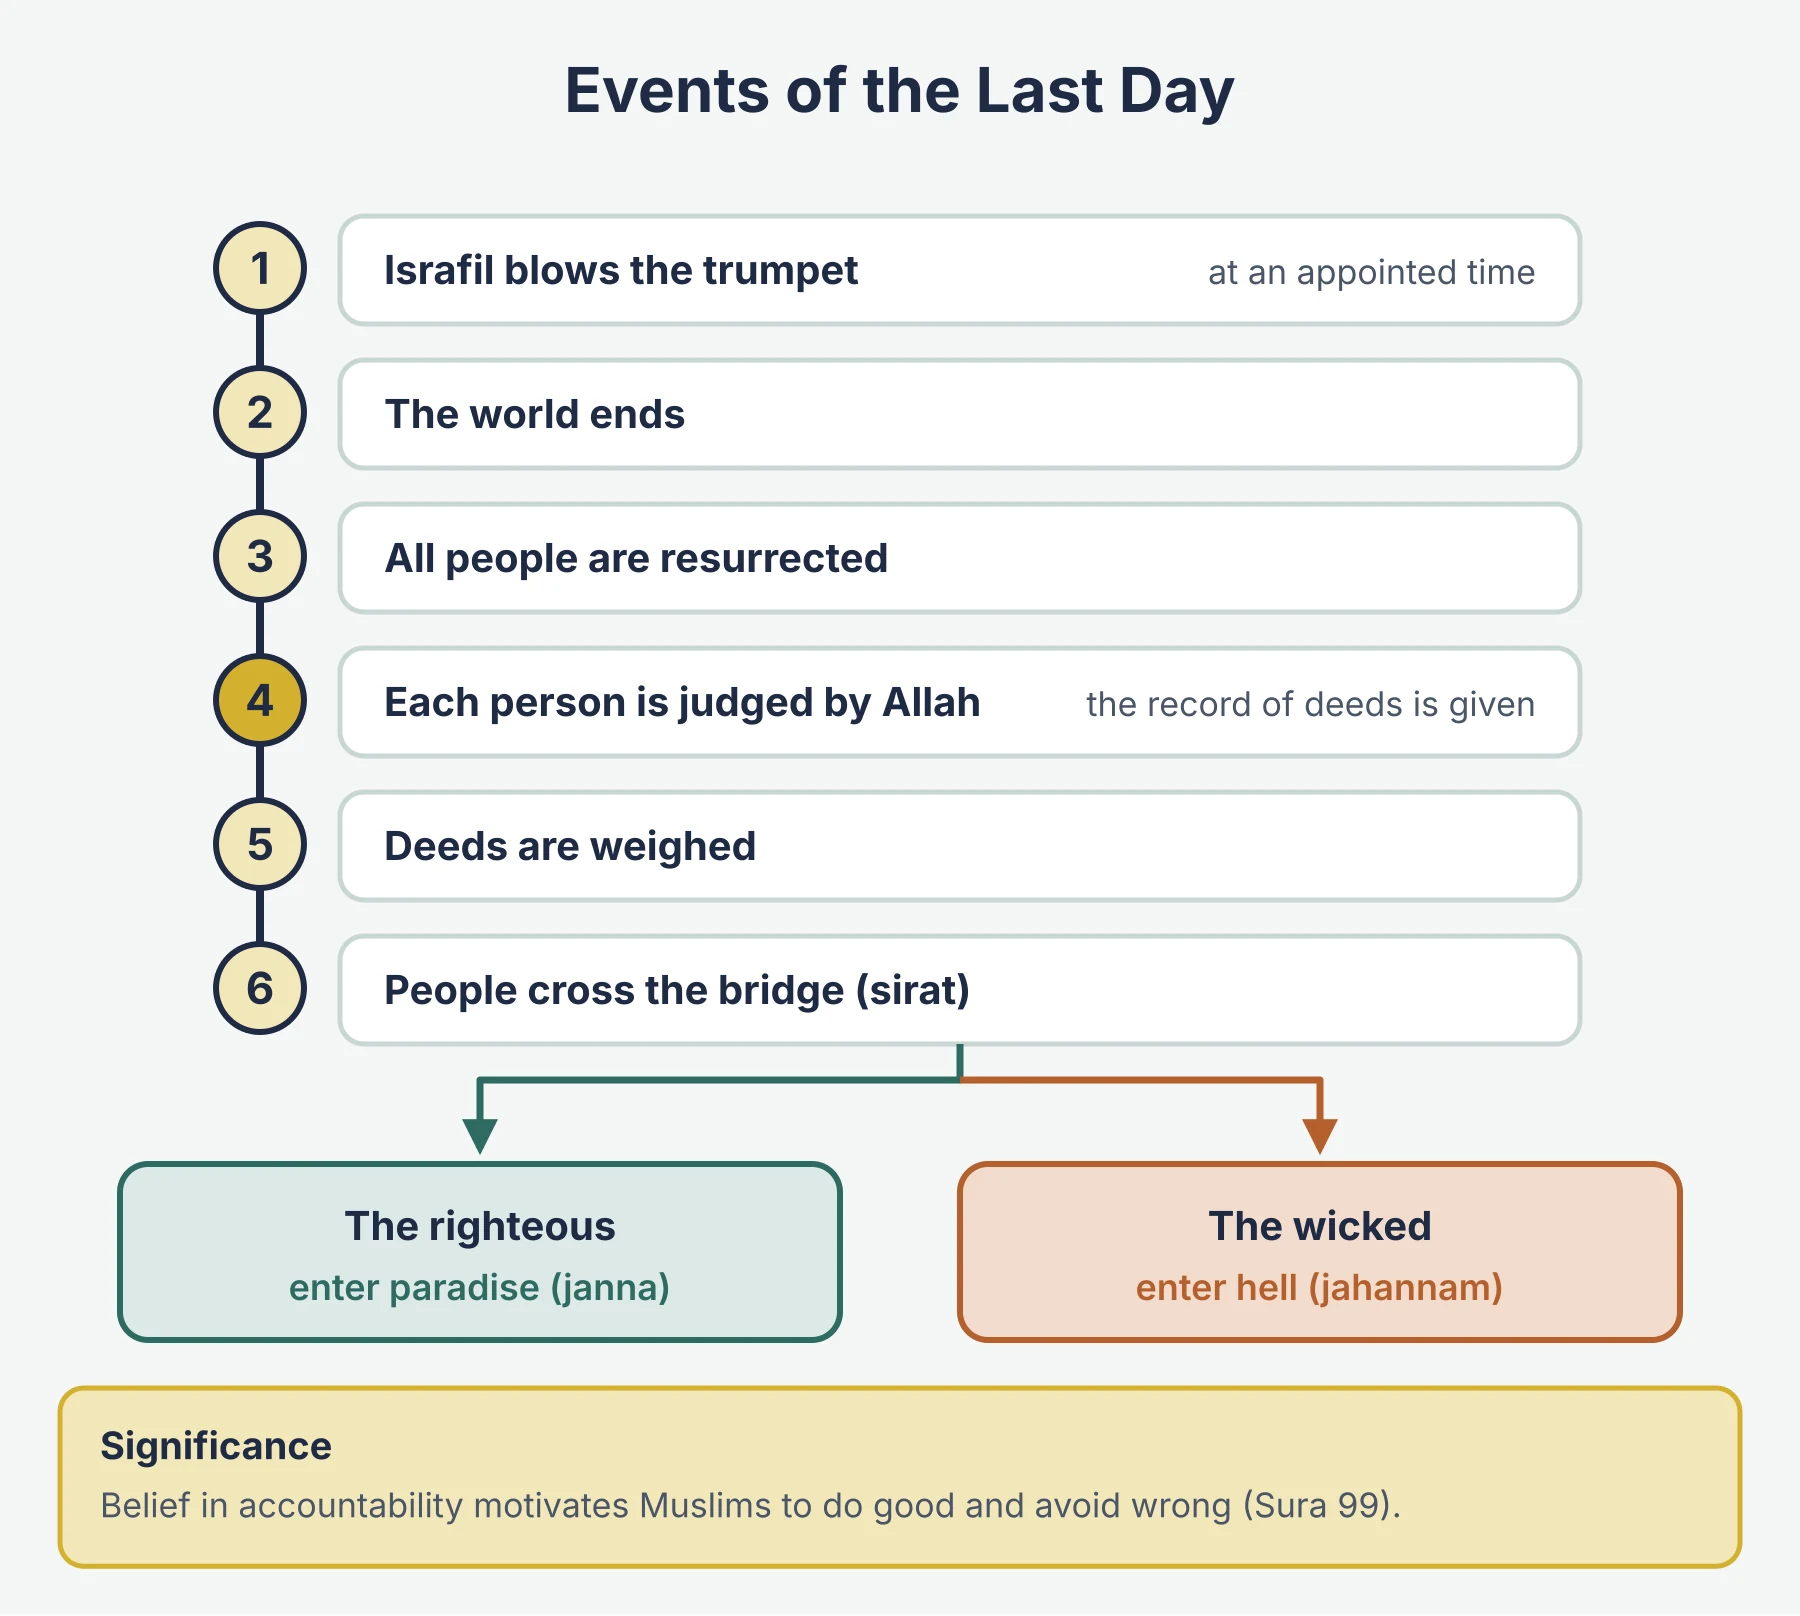 Events of the Last Day
1
Israfil blows the trumpet
at an appointed time
2
The world ends
3
All people are resurrected
4
Each person is judged by Allah
the record of deeds is given
5
Deeds are weighed
6
People cross the bridge (sirat)
The righteous
enter paradise (janna)
The wicked
enter hell (jahannam)
Significance
Belief in accountability motivates Muslims to do good and avoid wrong (Sura 99).